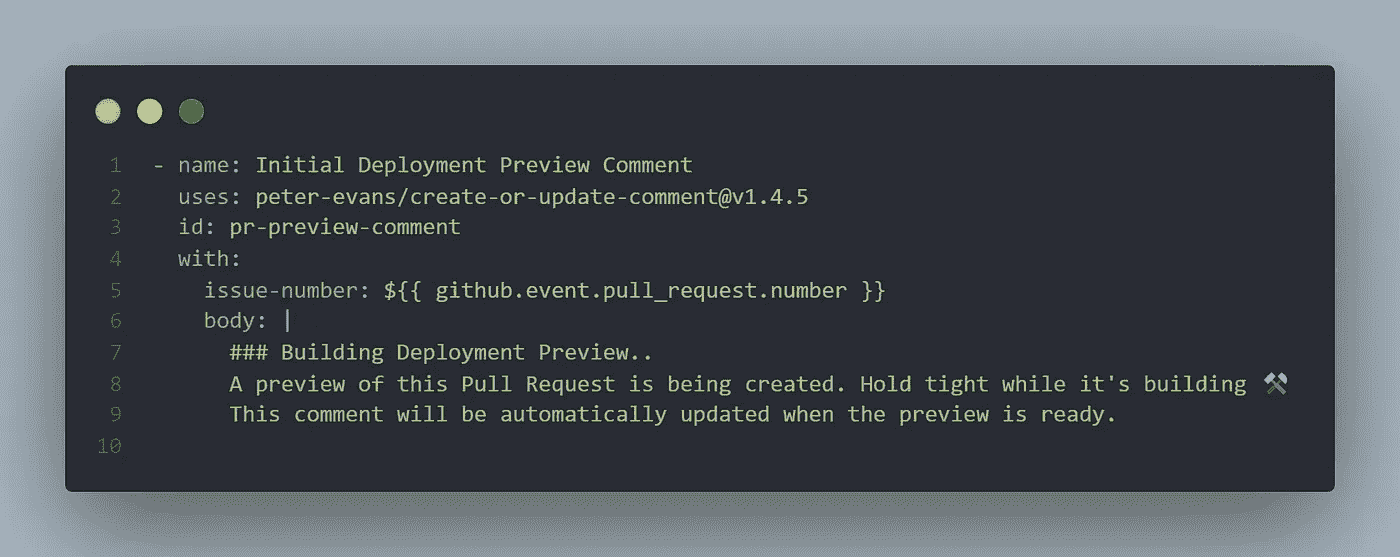 1 - name: Initial Deployment Preview Comment
2   uses: peter-evans/create-or-update-comment@v1.4.5
3   id: pr-preview-comment
4   with:
5     issue-number: ${{ github.event.pull_request.number }}
6     body: |
7       ### Building Deployment Preview..
8       A preview of this Pull Request is being created. Hold tight while it's building ⚒
9       This comment will be automatically updated when the preview is ready.
10